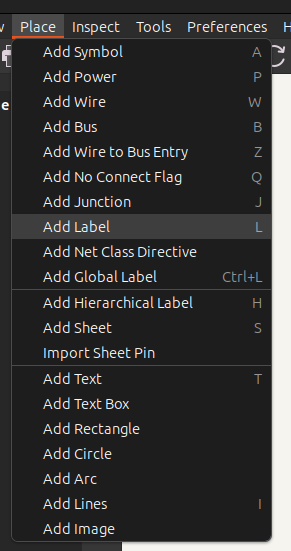 Place Inspect Tools Preferences H
Add Symbol A
Add Power P
Add Wire W
Add Bus B
Add Wire to Bus Entry Z
Add No Connect Flag Q
Add Junction J
Add Label L
Add Net Class Directive
Add Global Label Ctrl+L
Add Hierarchical Label H
Add Sheet S
Import Sheet Pin
Add Text T
Add Text Box
Add Rectangle
Add Circle
Add Arc
Add Lines I
Add Image